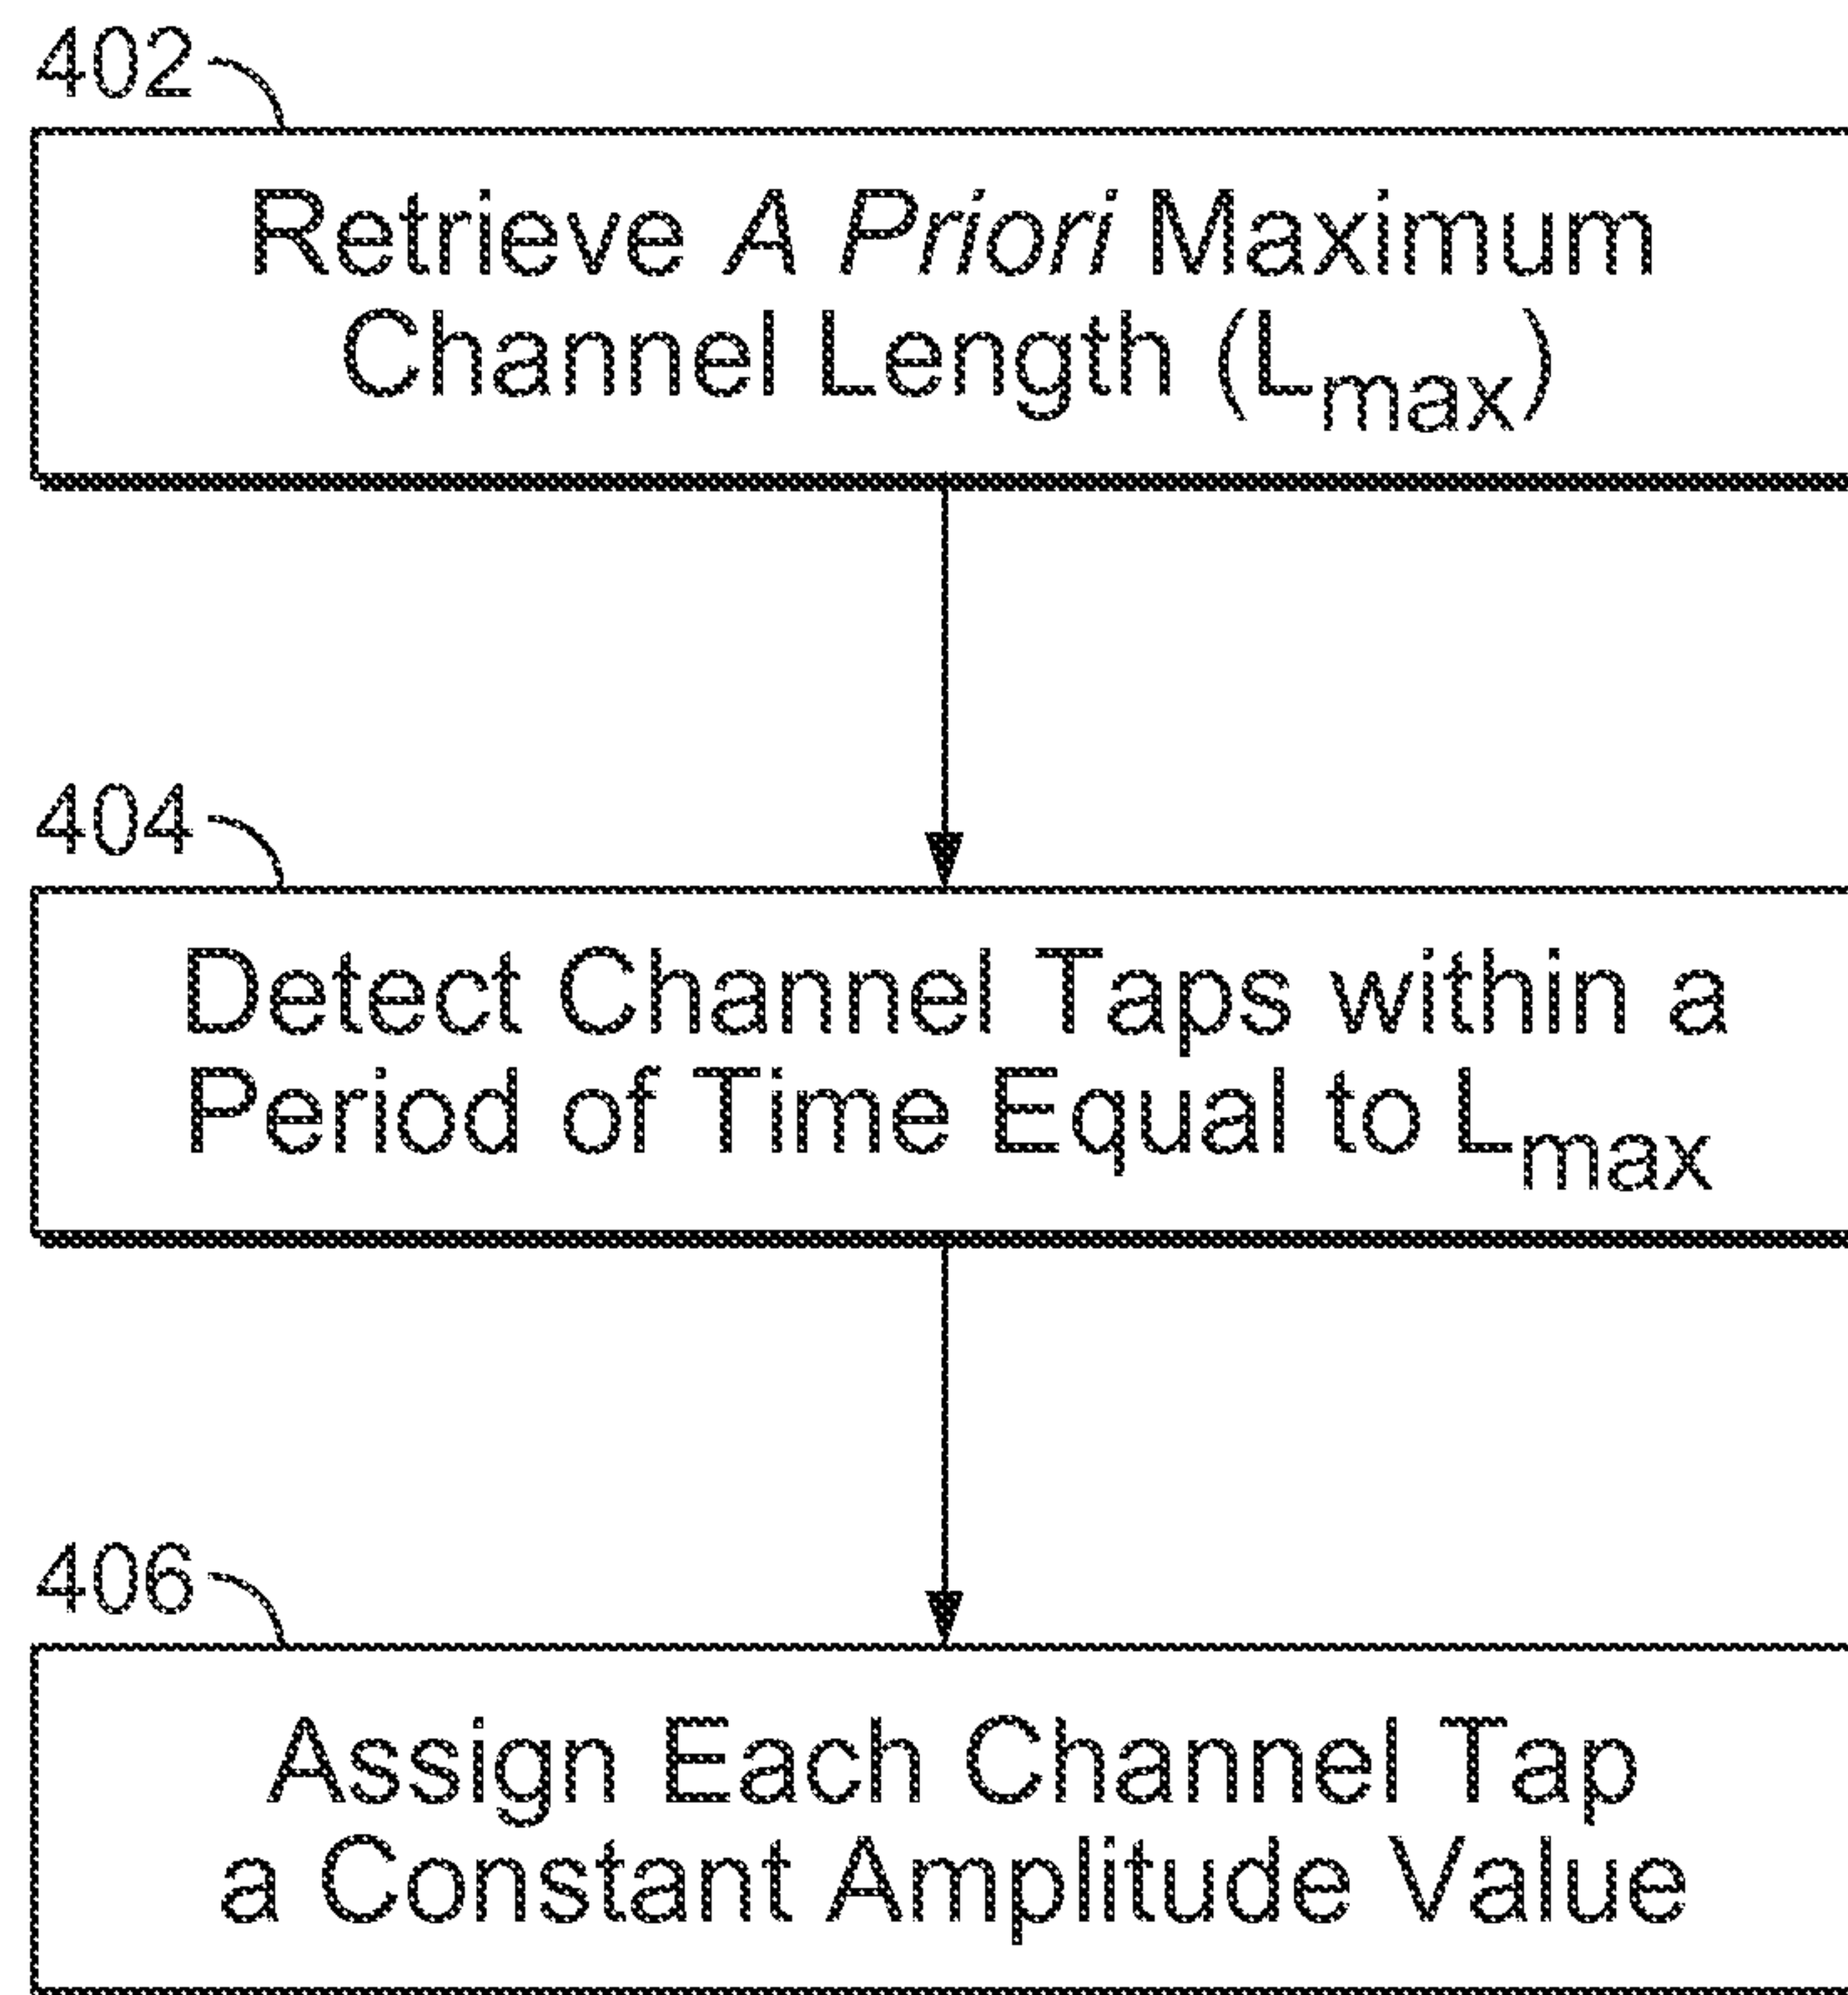 402
Retrieve A Priori Maximum
Channel Length (Lmax)
404
Detect Channel Taps within a
Period of Time Equal to Lmax
406
Assign Each Channel Tap
a Constant Amplitude Value